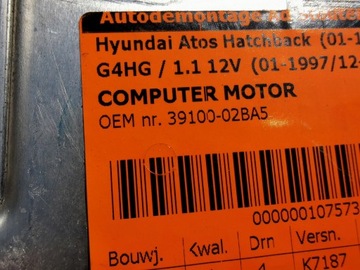 Autodemontage
Hyundai Atos Hatchback (01-1
G4HG / 1.1 12V (01-1997/12-
COMPUTER MOTOR
OEM nr. 39100-02BA5
000000107573
Bouwj. Kwal. Drn Versn.
4 K7187